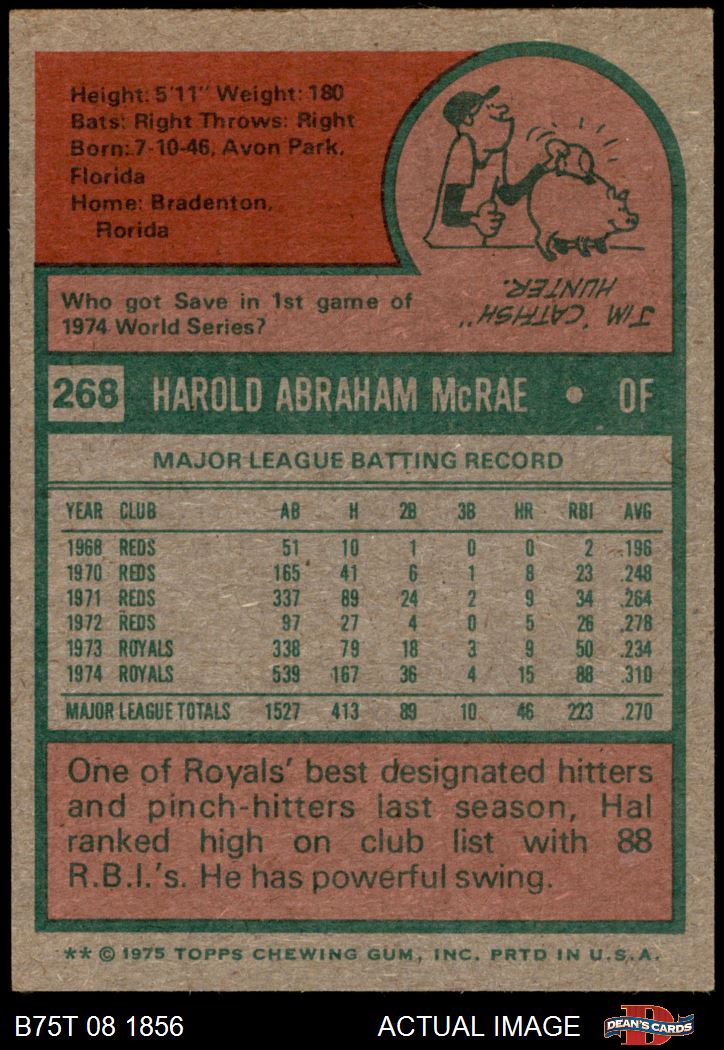 Height: 5'11" Weight: 180
Bats: Right Throws: Right
Born: 7-10-46, Avon Park,
Florida
Home: Bradenton,
Florida
Who got Save in 1st game of
1974 World Series?
JIM "CATFISH"
HUNTER.
268 HAROLD ABRAHAM McRAE • OF
MAJOR LEAGUE BATTING RECORD
YEAR CLUB AB H 2B 3B HR RBI AVG
1968 REDS 51 10 1 0 0 2 .196
1970 REDS 165 41 6 1 8 23 .248
1971 REDS 337 89 24 2 9 34 .264
1972 REDS 97 27 4 0 5 26 .278
1973 ROYALS 338 79 18 3 9 50 .234
1974 ROYALS 539 167 36 4 15 88 .310
MAJOR LEAGUE TOTALS 1527 413 89 10 46 223 .270
One of Royals' best designated hitters
and pinch-hitters last season, Hal
ranked high on club list with 88
R.B.I.'s. He has powerful swing.
** © 1975 TOPPS CHEWING GUM, INC. PRTD IN U.S.A.
B75T 08 1856 ACTUAL IMAGE DEAN'S CARDS